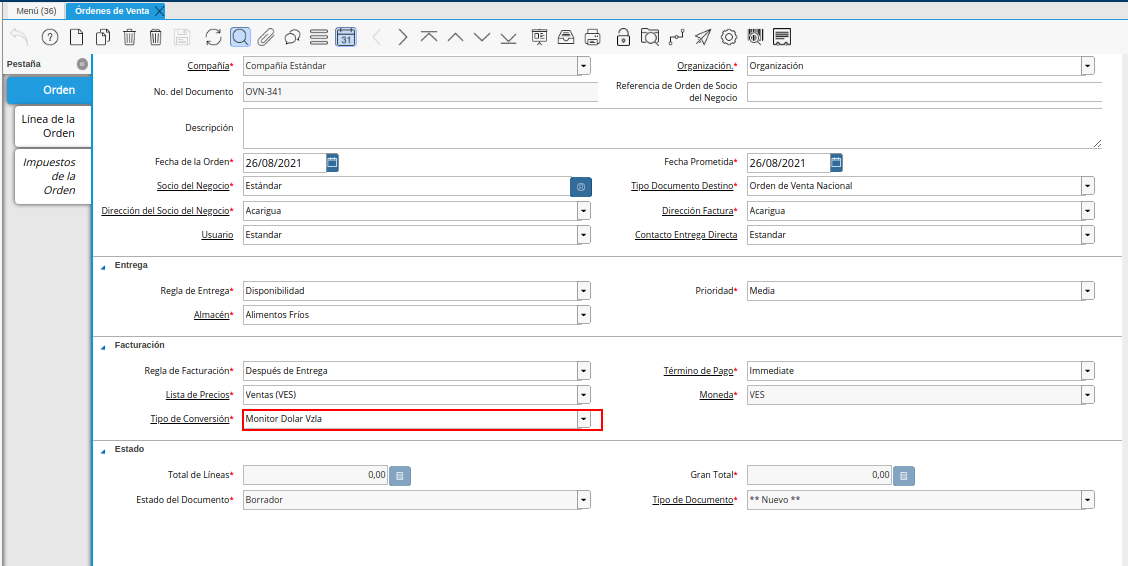 Menú (36) Órdenes de Venta
31
Pestaña
Orden
Línea de la
Orden
Impuestos
de la
Orden
Compañía* Compañía Estándar Organización.* Organización
No. del Documento OVN-341 Referencia de Orden de Socio
del Negocio
Descripción
Fecha de la Orden* 26/08/2021 Fecha Prometida* 26/08/2021
Socio del Negocio* Estándar Tipo Documento Destino* Orden de Venta Nacional
Dirección del Socio del Negocio* Acarigua Dirección Factura* Acarigua
Usuario Estandar Contacto Entrega Directa Estandar
Entrega
Regla de Entrega* Disponibilidad Prioridad* Media
Almacén* Alimentos Fríos
Facturación
Regla de Facturación* Después de Entrega Término de Pago* Immediate
Lista de Precios* Ventas (VES) Moneda* VES
Tipo de Conversión* Monitor Dolar Vzla
Estado
Total de Líneas* 0,00 Gran Total* 0,00
Estado del Documento* Borrador Tipo de Documento* ** Nuevo **